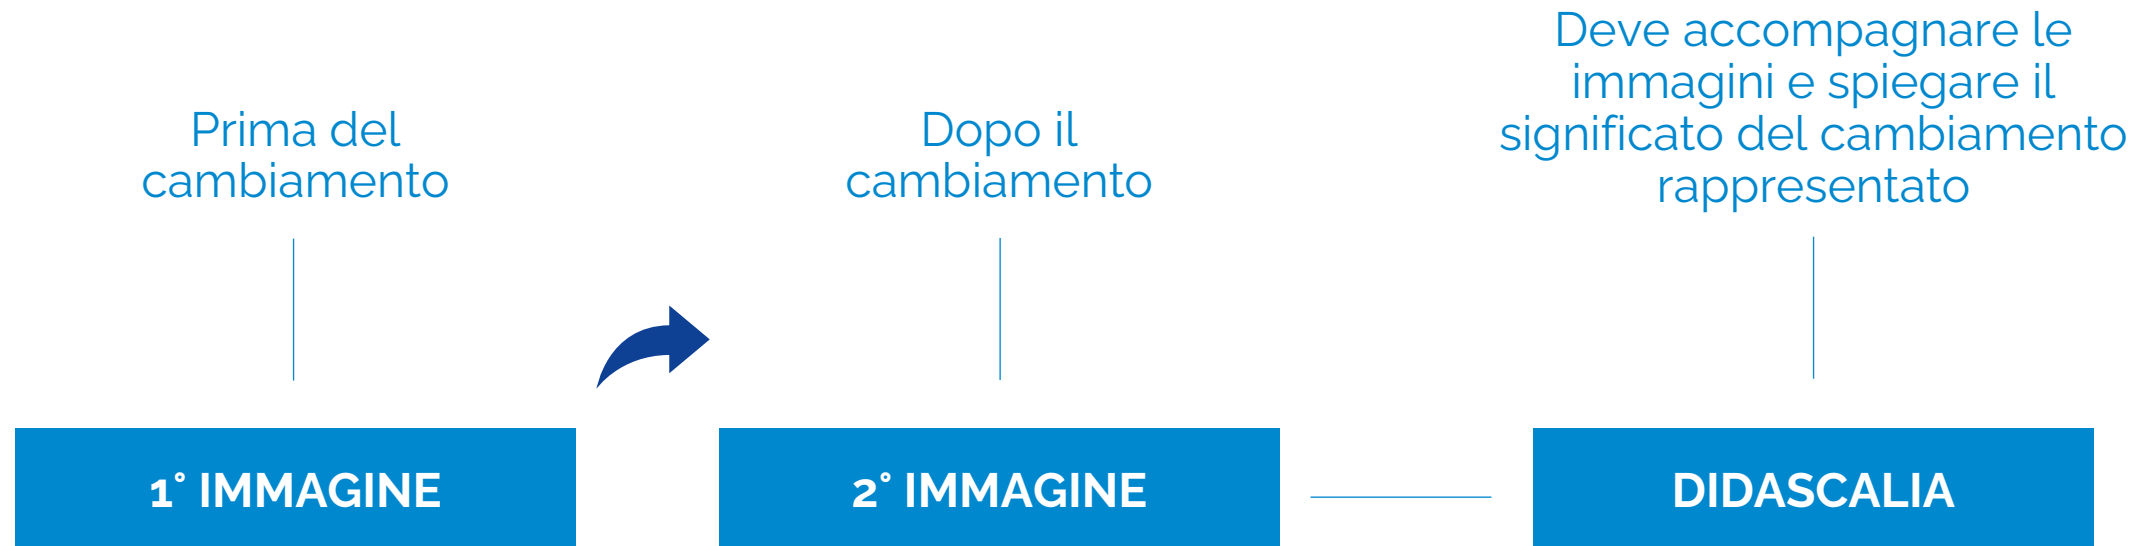 Prima del
cambiamento
Dopo il
cambiamento
Deve accompagnare le
immagini e spiegare il
significato del cambiamento
rappresentato
1° IMMAGINE
2° IMMAGINE
DIDASCALIA